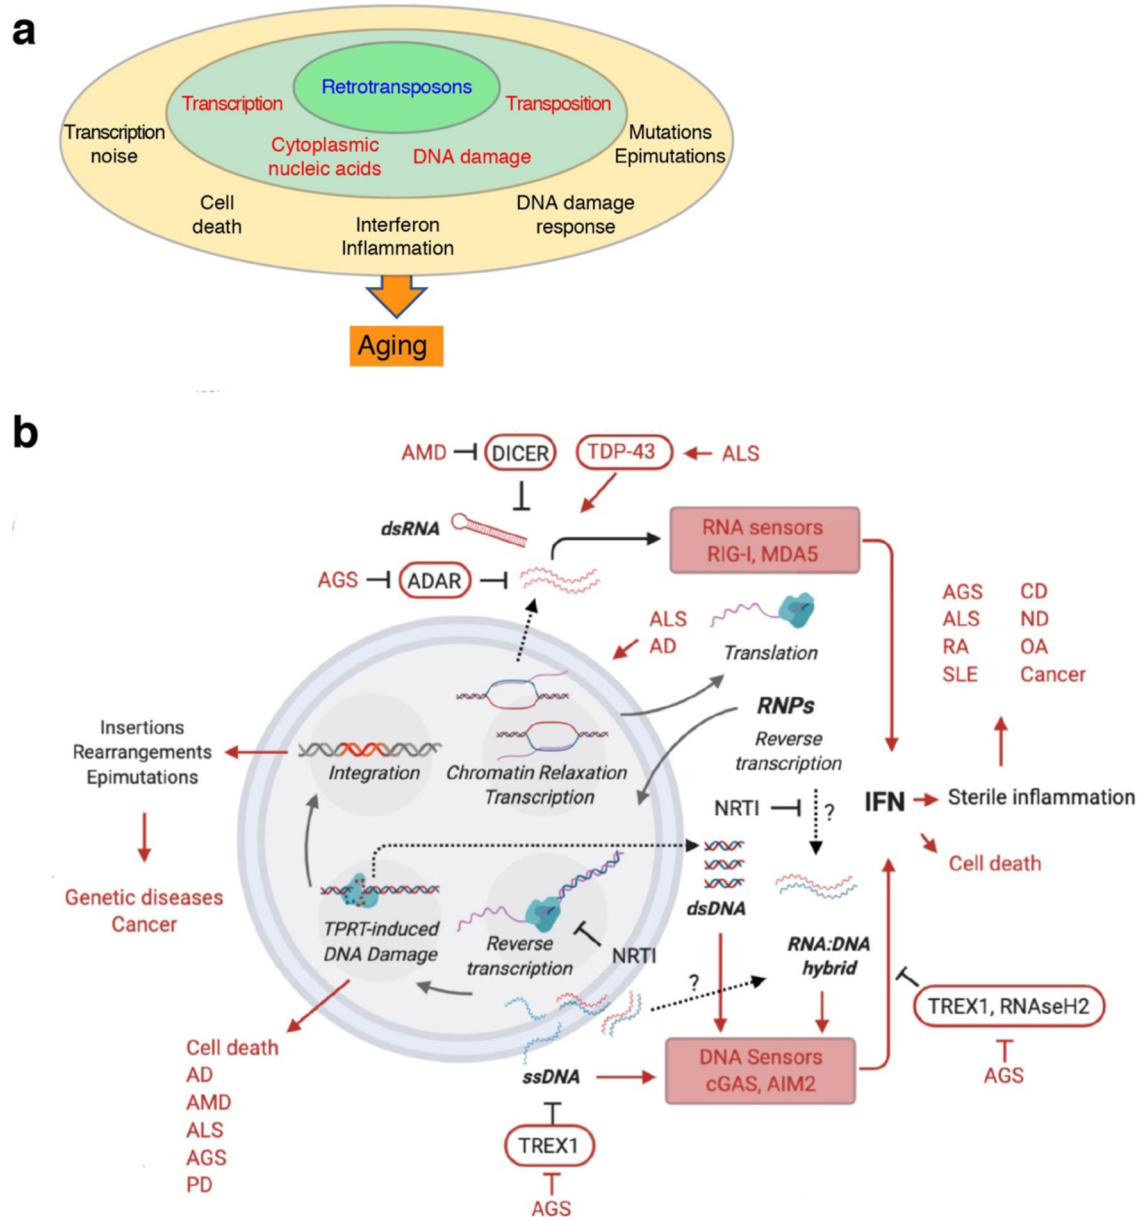 a
Retrotransposons
Transcription
Transposition
Cytoplasmic
nucleic acids
DNA damage
Transcription
noise
Mutations
Epimutations
Cell
death
Interferon
Inflammation
DNA damage
response
Aging
b
AMD
DICER
TDP-43
ALS
dsRNA
RNA sensors
RIG-I, MDA5
AGS
ADAR
ALS
AD
Translation
RNPs
Reverse
transcription
NRTI
?
AGS
ALS
RA
SLE
CD
ND
OA
Cancer
IFN
Sterile inflammation
Cell death
Insertions
Rearrangements
Epimutations
Genetic diseases
Cancer
Integration
Chromatin Relaxation
Transcription
TPRT-induced
DNA Damage
Reverse
transcription
NRTI
dsDNA
RNA:DNA
hybrid
?
TREX1, RNAseH2
AGS
DNA Sensors
cGAS, AIM2
ssDNA
TREX1
AGS
Cell death
AD
AMD
ALS
AGS
PD